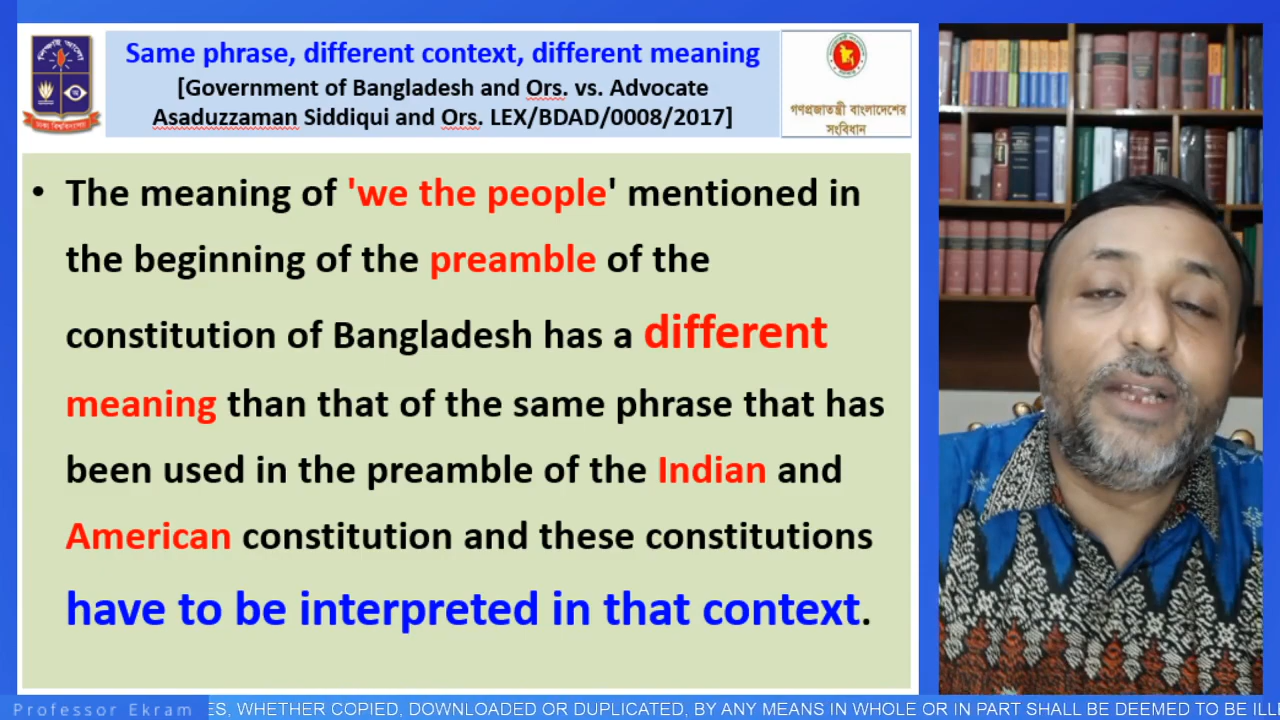 Same phrase, different context, different meaning
[Government of Bangladesh and Ors. vs. Advocate
Asaduzzaman Siddiqui and Ors. LEX/BDAD/0008/2017]
গণপ্রজাতন্ত্রী বাংলাদেশের
সংবিধান
• The meaning of 'we the people' mentioned in
the beginning of the preamble of the
constitution of Bangladesh has a different
meaning than that of the same phrase that has
been used in the preamble of the Indian and
American constitution and these constitutions
have to be interpreted in that context.
Professor Ekram
ES, WHETHER COPIED, DOWNLOADED OR DUPLICATED, BY ANY MEANS IN WHOLE OR IN PART SHALL BE DEEMED TO BE ILL